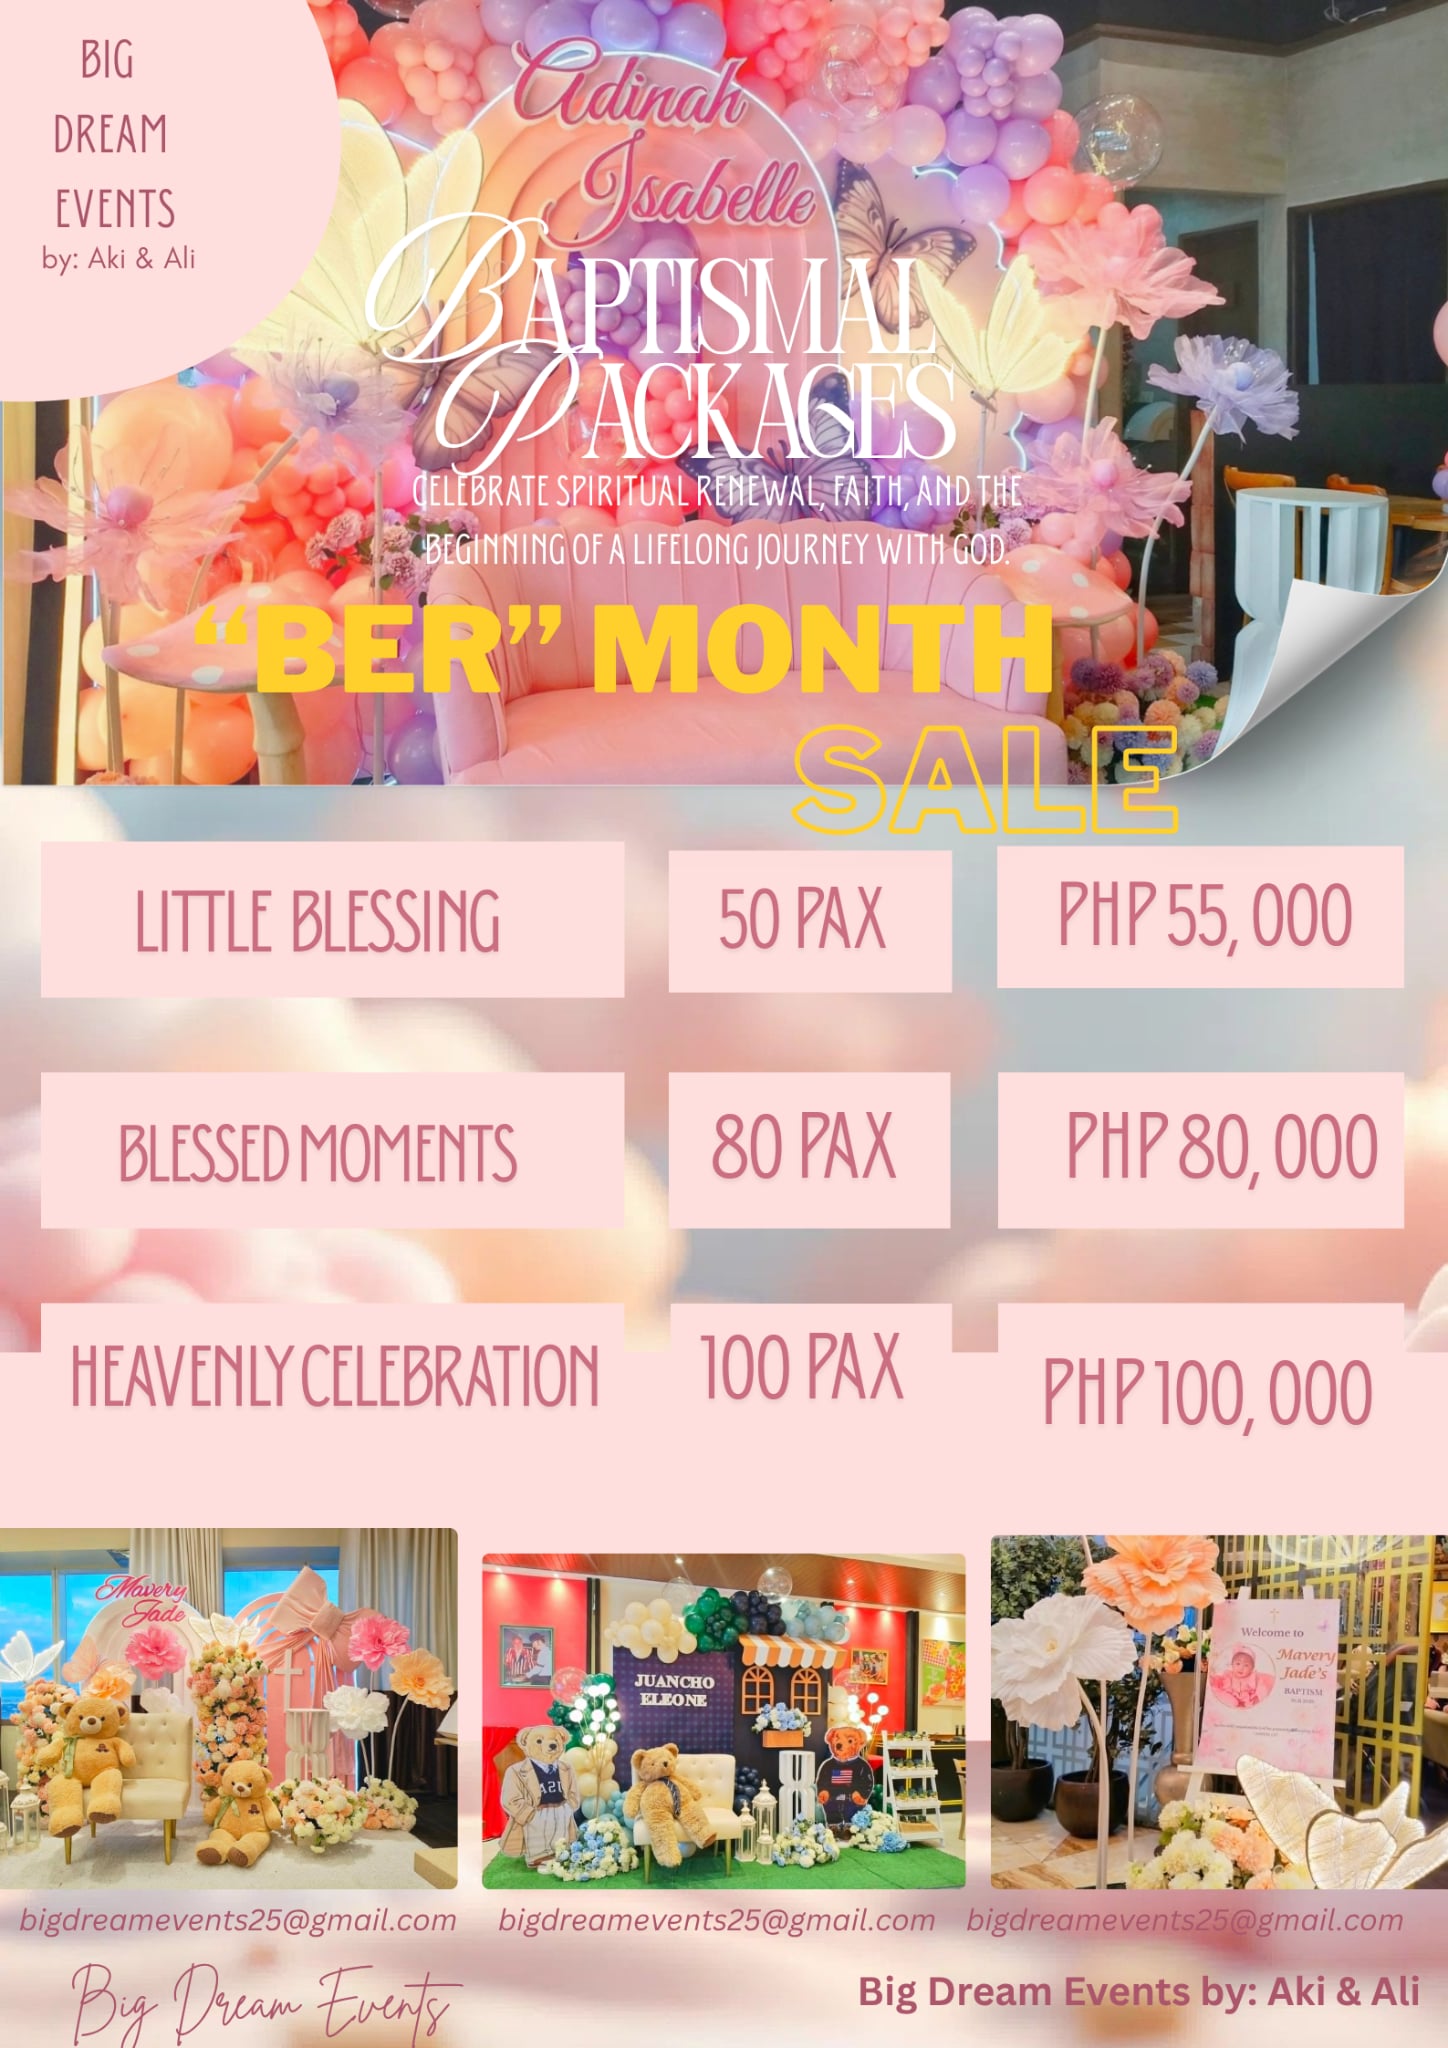 BIG
DREAM
EVENTS
by: Aki & Ali
Adinah
Isabelle
BAPTISMAL
PACKAGES
CELEBRATE SPIRITUAL RENEWAL, FAITH, AND THE
BEGINNING OF A LIFELONG JOURNEY WITH GOD.
“BER” MONTH
SALE
LITTLE BLESSING
50 PAX
PHP 55, 000
BLESSED MOMENTS
80 PAX
PHP 80, 000
HEAVENLY CELEBRATION
100 PAX
PHP 100, 000
Mavery
Jade
JUANCHO
ELEONE
USA
Welcome to
Mavery
Jade's
BAPTISM
bigdreamevents25@gmail.com
bigdreamevents25@gmail.com
bigdreamevents25@gmail.com
Big Dream Events
Big Dream Events by: Aki & Ali